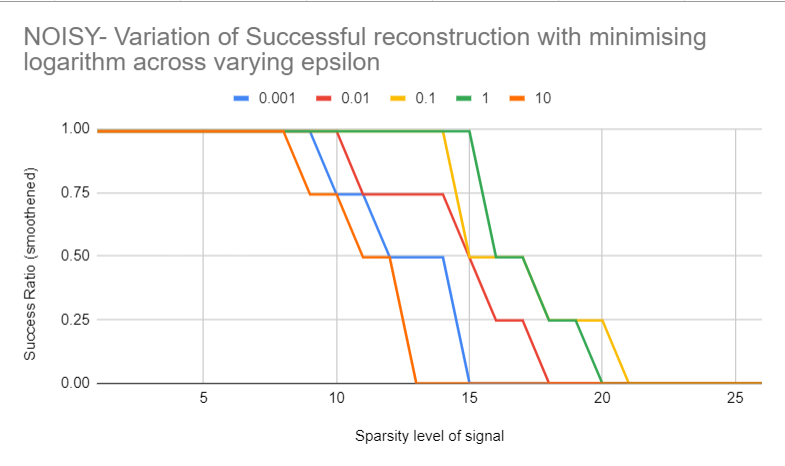 NOISY- Variation of Successful reconstruction with minimising
logarithm across varying epsilon
0.001 0.01 0.1 1 10
Success Ratio (smoothened)
1.00
0.75
0.50
0.25
0.00
5 10 15 20 25
Sparsity level of signal